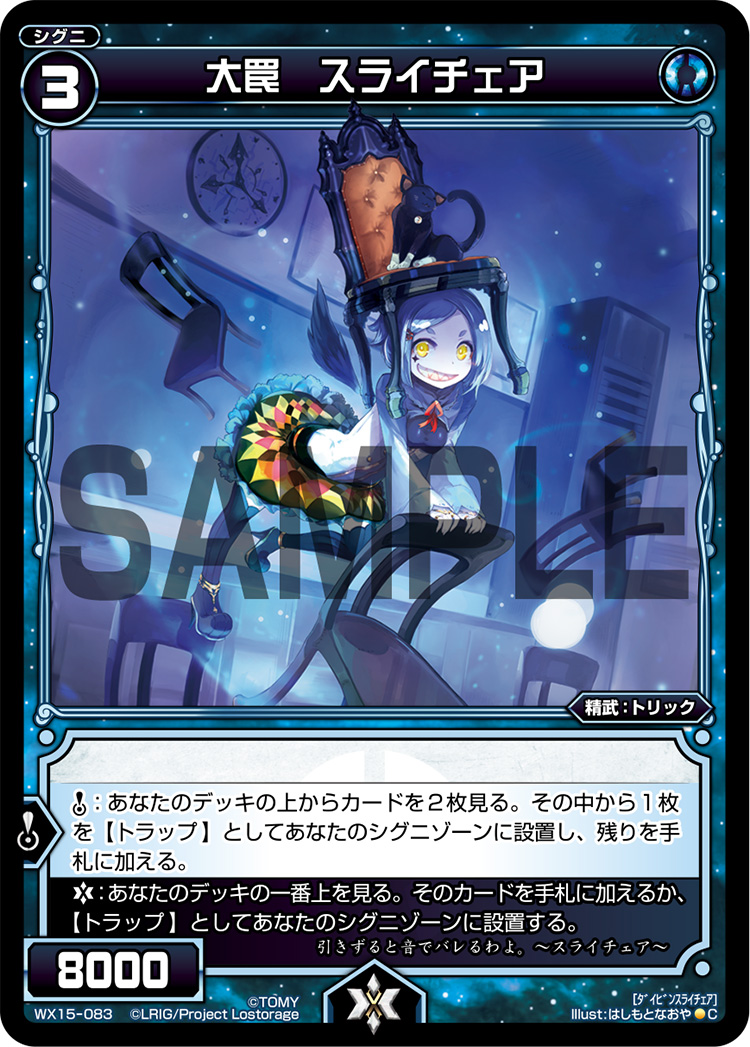 シグニ
3
大罠 スライチェア
SAMPLE
精武：トリック
：あなたのデッキの上からカードを２枚見る。その中から１枚
を【トラップ】としてあなたのシグニゾーンに設置し、残りを手
札に加える。
：あなたのデッキの一番上を見る。そのカードを手札に加えるか、
【トラップ】としてあなたのシグニゾーンに設置する。
引きずると音でバレるわよ。～スライチェア～
8000
[ﾀﾞｲﾋﾞﾝｽﾗｲﾁｪｱ]
WX15-083 ©LRIG/Project Lostorage ©TOMY
Illust:はしもとなおや C